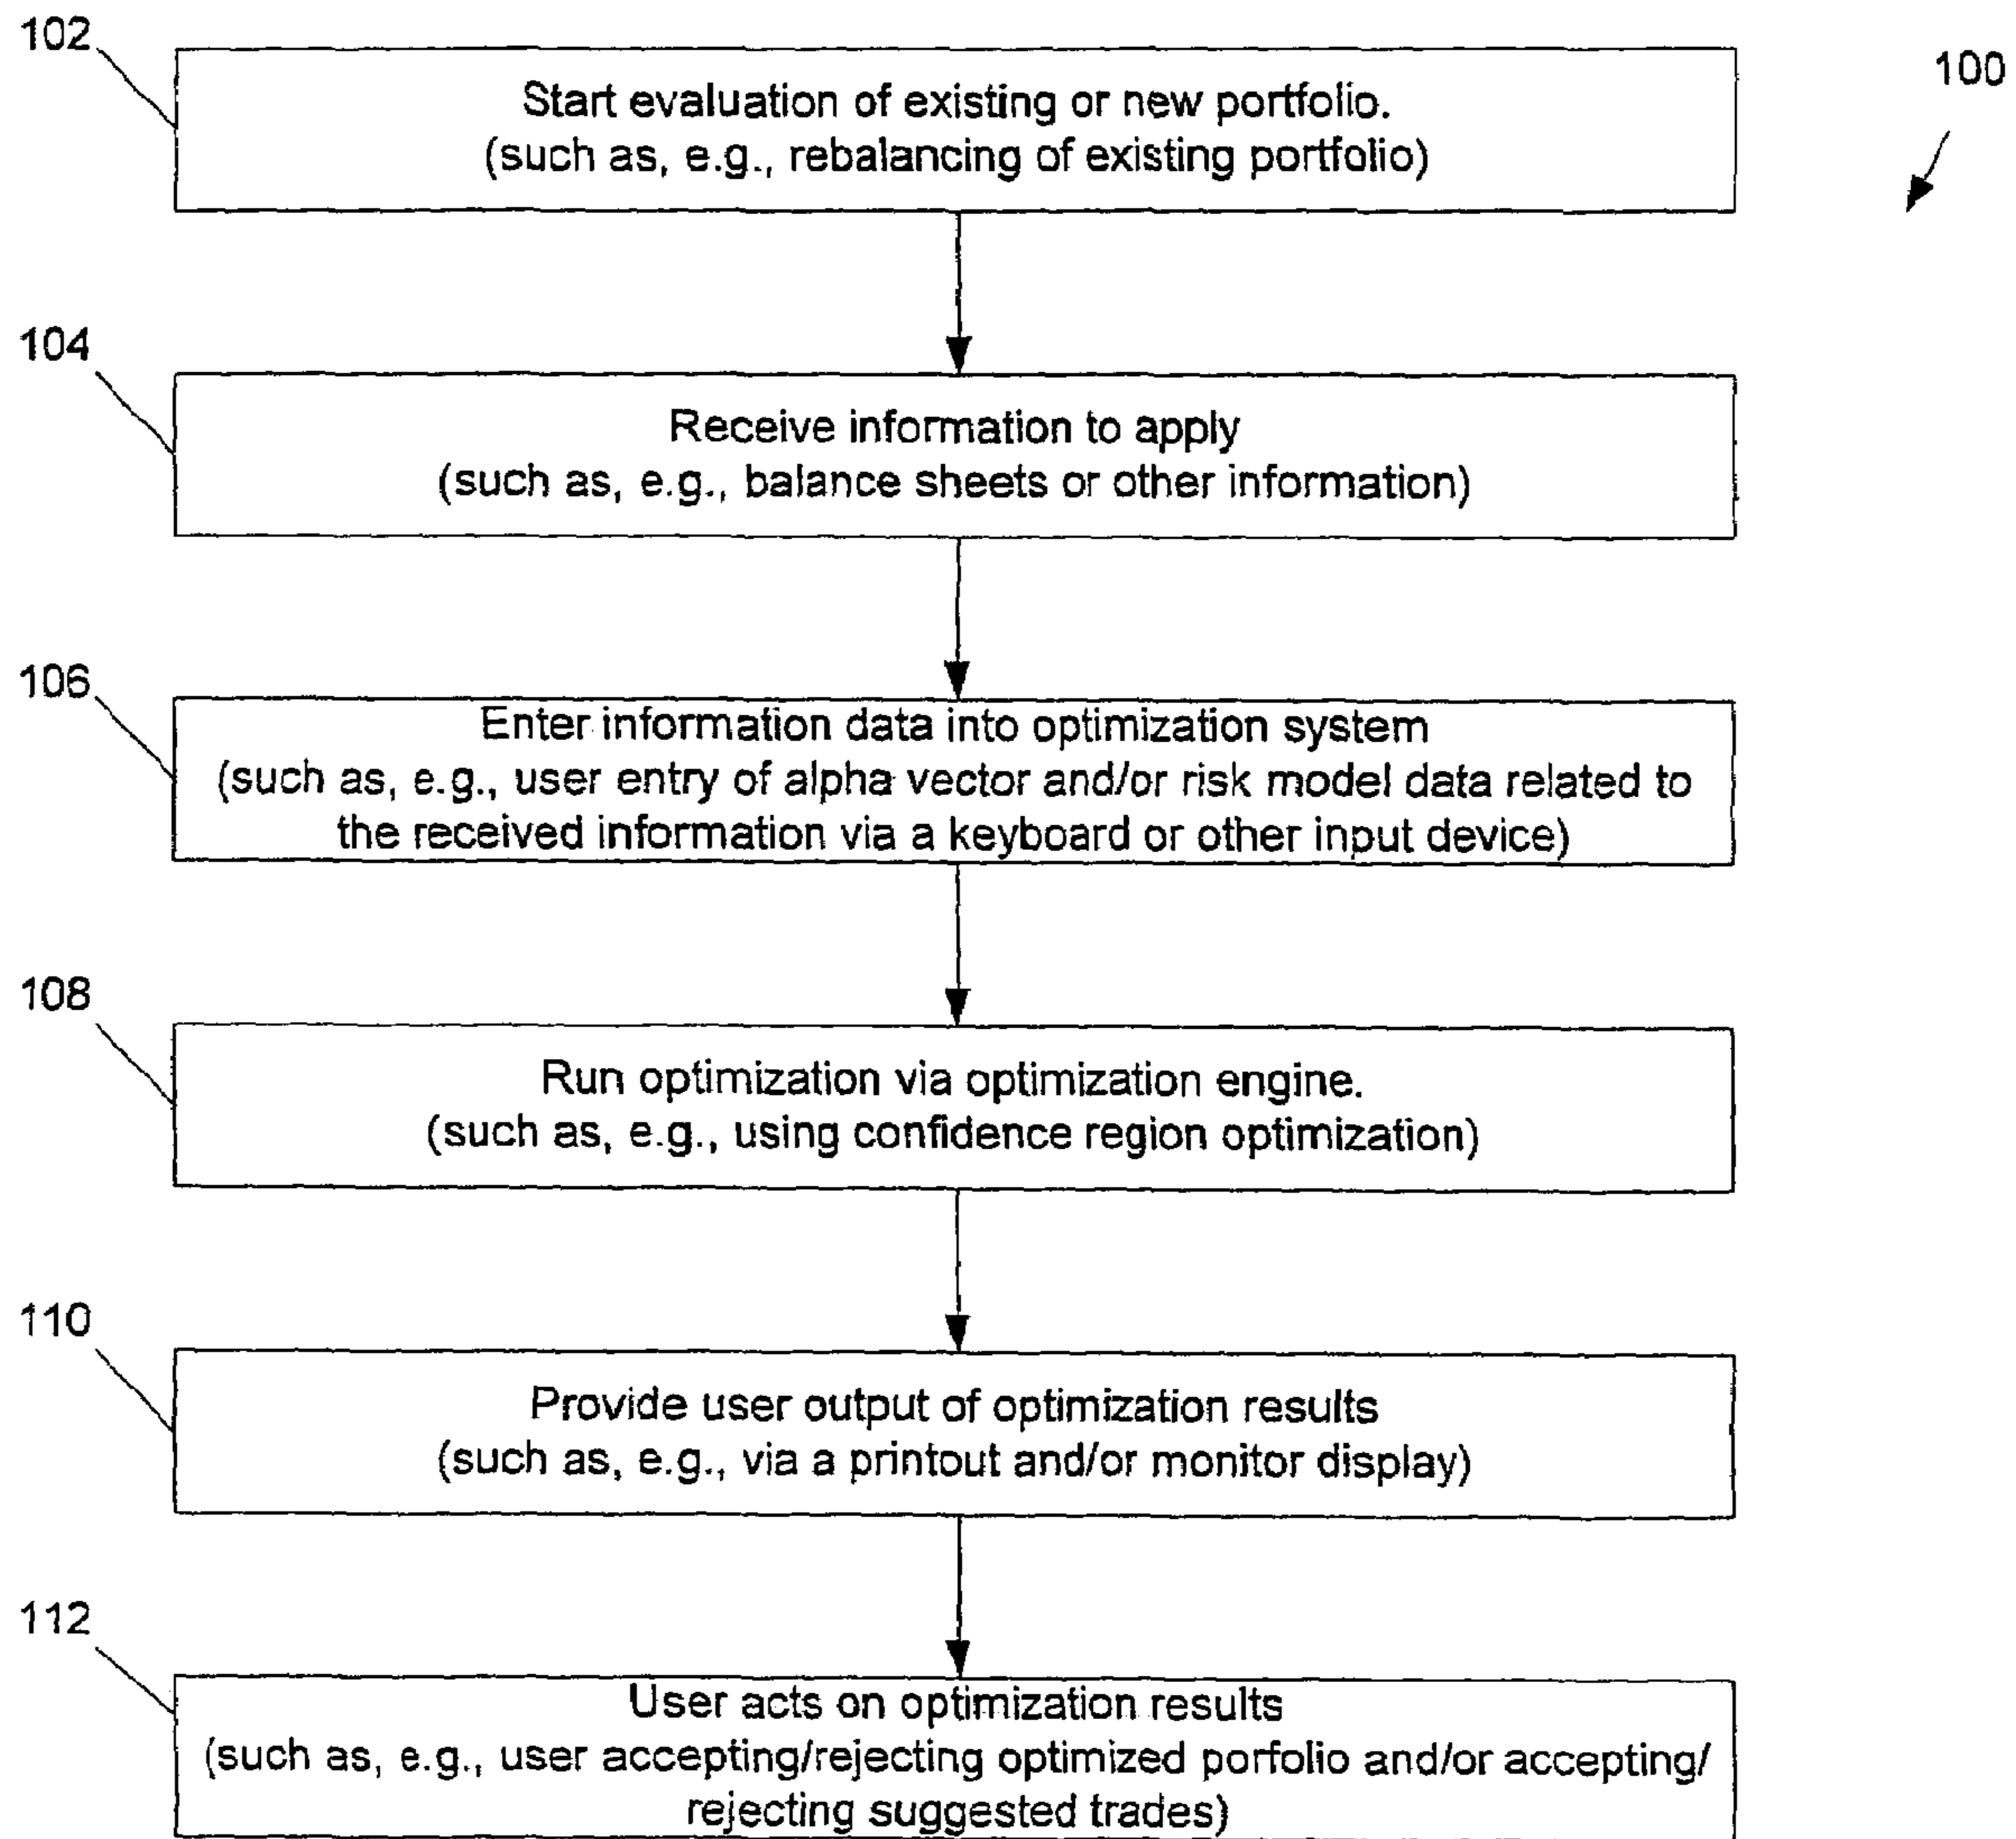 102
100
Start evaluation of existing or new portfolio.
(such as, e.g., rebalancing of existing portfolio)
104
Receive information to apply
(such as, e.g., balance sheets or other information)
106
Enter information data into optimization system
(such as, e.g., user entry of alpha vector and/or risk model data related to
the received information via a keyboard or other input device)
108
Run optimization via optimization engine.
(such as, e.g., using confidence region optimization)
110
Provide user output of optimization results
(such as, e.g., via a printout and/or monitor display)
112
User acts on optimization results
(such as, e.g., user accepting/rejecting optimized porfolio and/or accepting/
rejecting suggested trades)